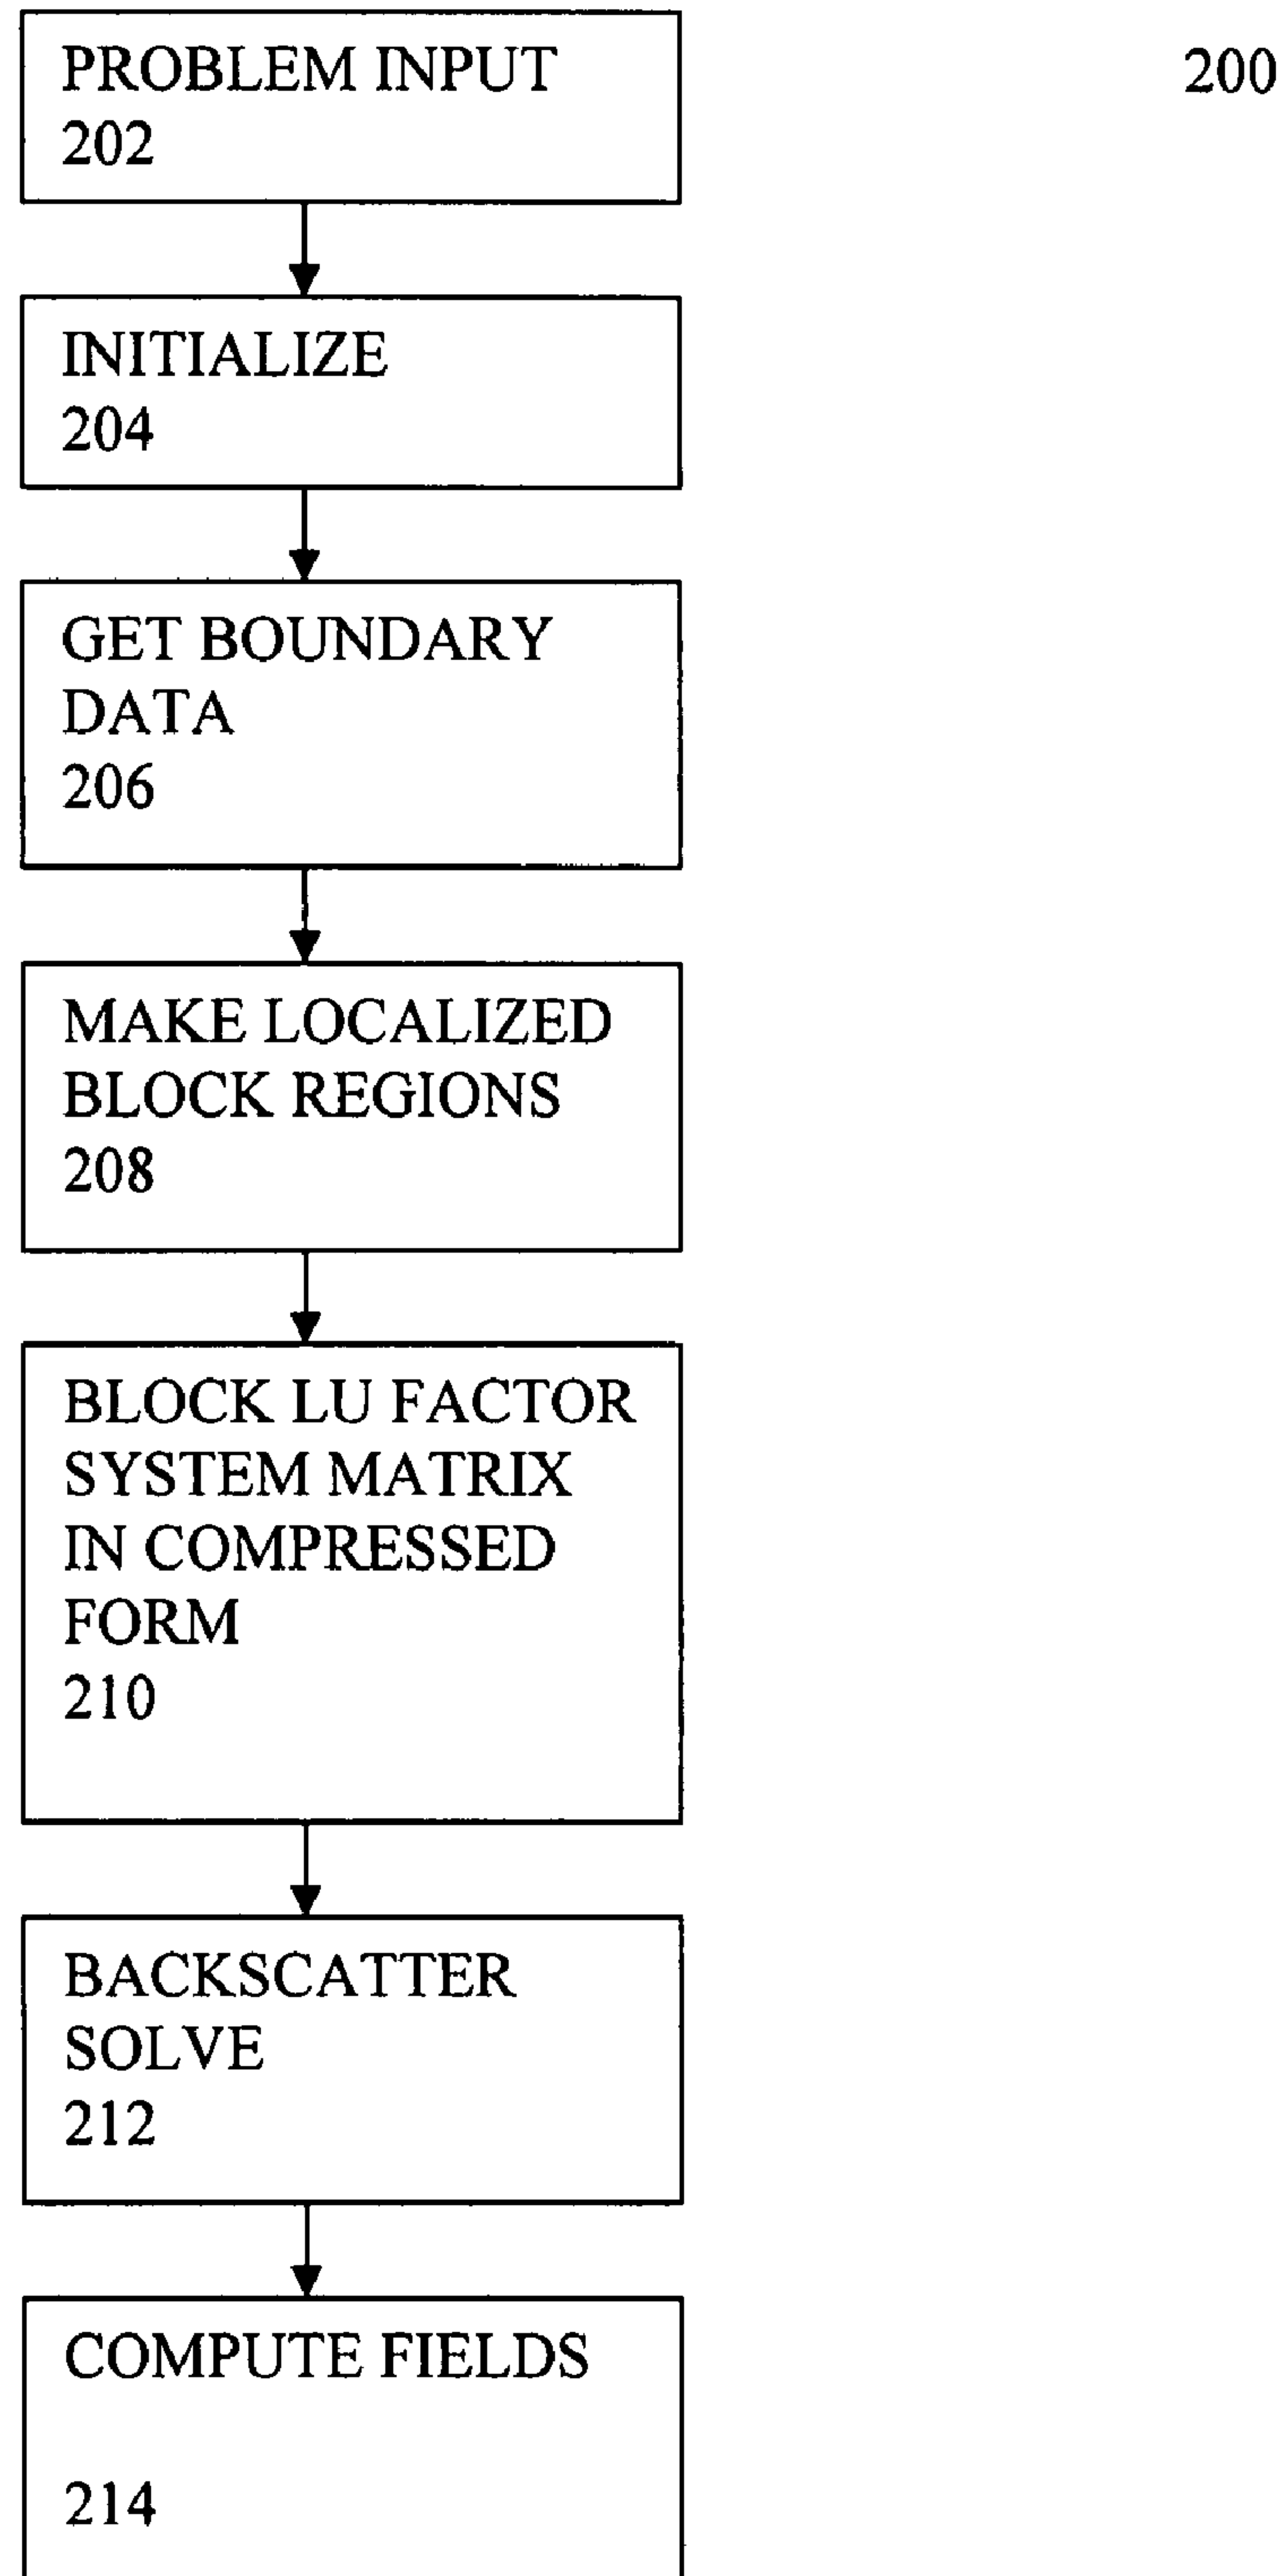 PROBLEM INPUT
202
200
INITIALIZE
204
GET BOUNDARY
DATA
206
MAKE LOCALIZED
BLOCK REGIONS
208
BLOCK LU FACTOR
SYSTEM MATRIX
IN COMPRESSED
FORM
210
BACKSCATTER
SOLVE
212
COMPUTE FIELDS
214